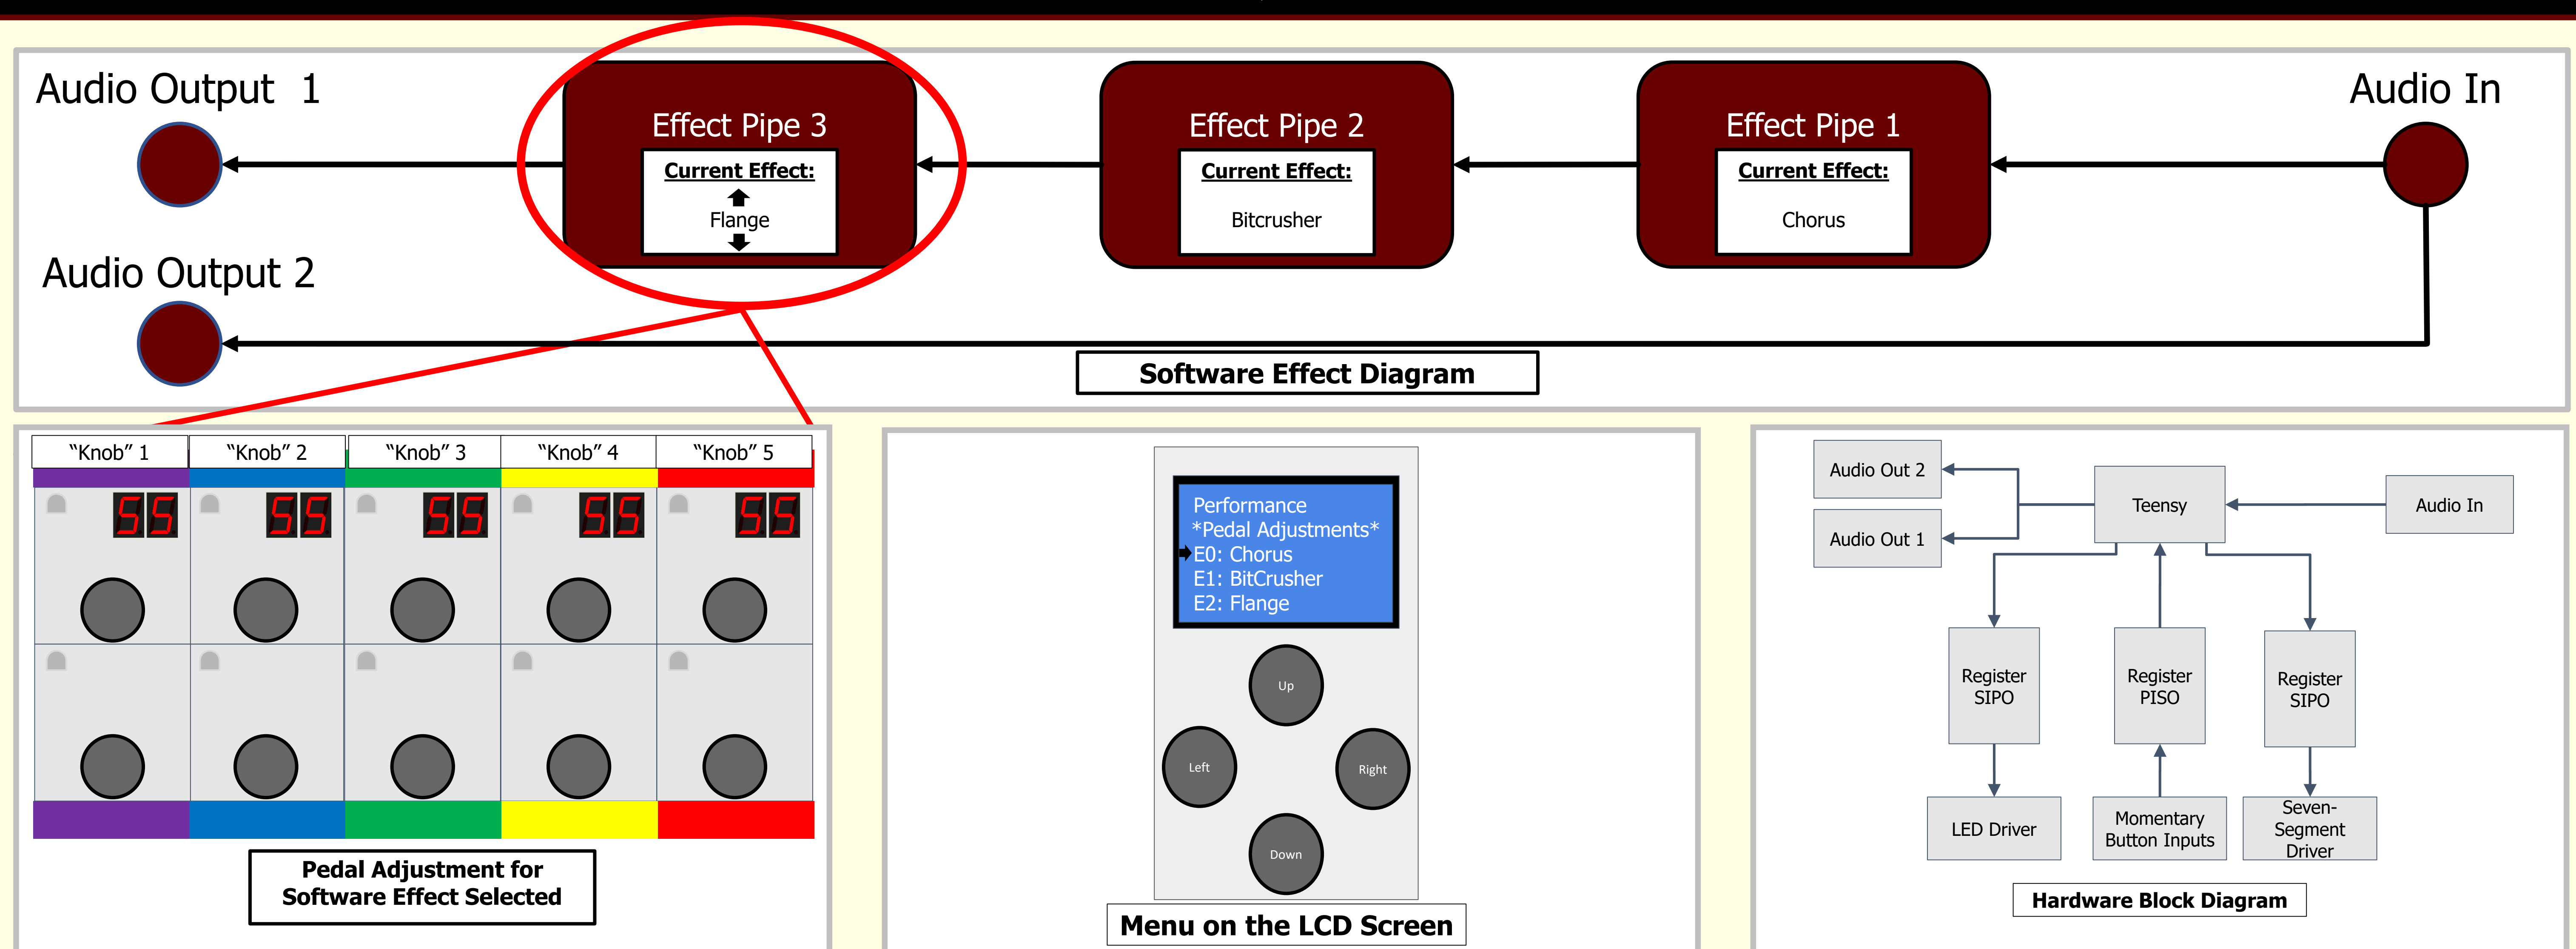 Audio Output 1
Audio Output 2
Effect Pipe 3
Current Effect:
Flange
Effect Pipe 2
Current Effect:
Bitcrusher
Effect Pipe 1
Current Effect:
Chorus
Audio In
Software Effect Diagram
“Knob” 1
“Knob” 2
“Knob” 3
“Knob” 4
“Knob” 5
55
55
55
55
55
Pedal Adjustment for
Software Effect Selected
Performance
*Pedal Adjustments*
E0: Chorus
E1: BitCrusher
E2: Flange
Up
Left
Right
Down
Menu on the LCD Screen
Audio Out 2
Audio Out 1
Teensy
Audio In
Register
SIPO
Register
PISO
Register
SIPO
LED Driver
Momentary
Button Inputs
Seven-
Segment
Driver
Hardware Block Diagram